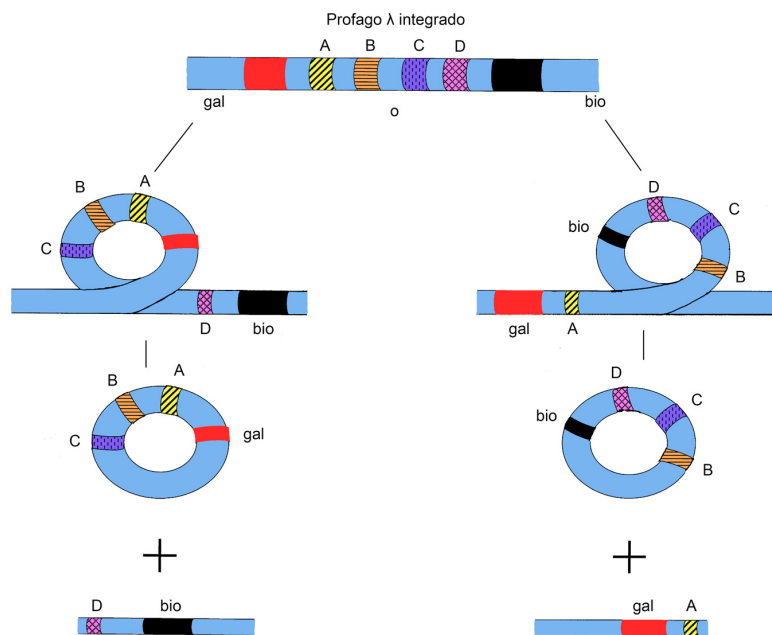 Profago λ integrado
A B C D
gal bio
o
A
B
C
D bio
D
C
bio
B
gal A
A
B
C gal
D
C
bio
B
D bio
gal A